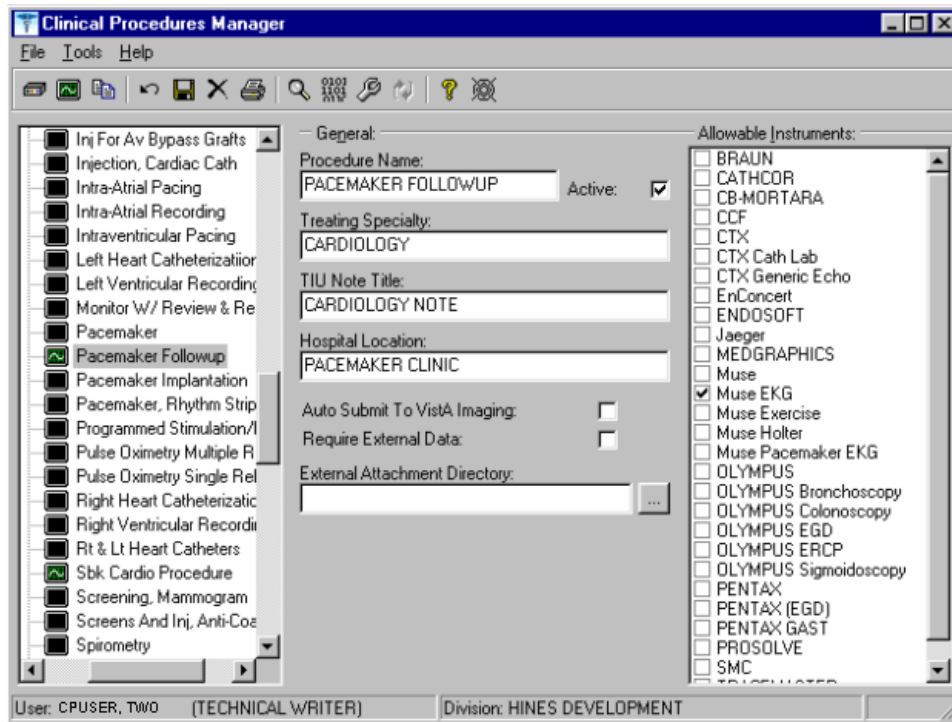 Clinical Procedures Manager
File Tools Help
Inj For Av Bypass Grafts
Injection, Cardiac Cath
Intra-Atrial Pacing
Intra-Atrial Recording
Intraventricular Pacing
Left Heart Catheterizatiior
Left Ventricular Recording
Monitor W/ Review & Re
Pacemaker
Pacemaker Followup
Pacemaker Implantation
Pacemaker, Rhythm Strip
Programmed Stimulation/I
Pulse Oximetry Multiple R
Pulse Oximetry Single Rel
Right Heart Catheterizatic
Right Ventricular Recordin
Rt & Lt Heart Catheters
Sbk Cardio Procedure
Screening, Mammogram
Screens And Inj, Anti-Coa
Spirometry
General:
Procedure Name:
PACEMAKER FOLLOWUP
Active:
Treating Specialty:
CARDIOLOGY
TIU Note Title:
CARDIOLOGY NOTE
Hospital Location:
PACEMAKER CLINIC
Auto Submit To VistA Imaging:
Require External Data:
External Attachment Directory:
...
Allowable Instruments:
BRAUN
CATHCOR
CB-MORTARA
CCF
CTX
CTX Cath Lab
CTX Generic Echo
EnConcert
ENDOSOFT
Jaeger
MEDGRAPHICS
Muse
Muse EKG
Muse Exercise
Muse Holter
Muse Pacemaker EKG
OLYMPUS
OLYMPUS Bronchoscopy
OLYMPUS Colonoscopy
OLYMPUS EGD
OLYMPUS ERCP
OLYMPUS Sigmoidoscopy
PENTAX
PENTAX (EGD)
PENTAX GAST
PROSOLVE
SMC
User: CPUSER, TWO (TECHNICAL WRITER)
Division: HINES DEVELOPMENT